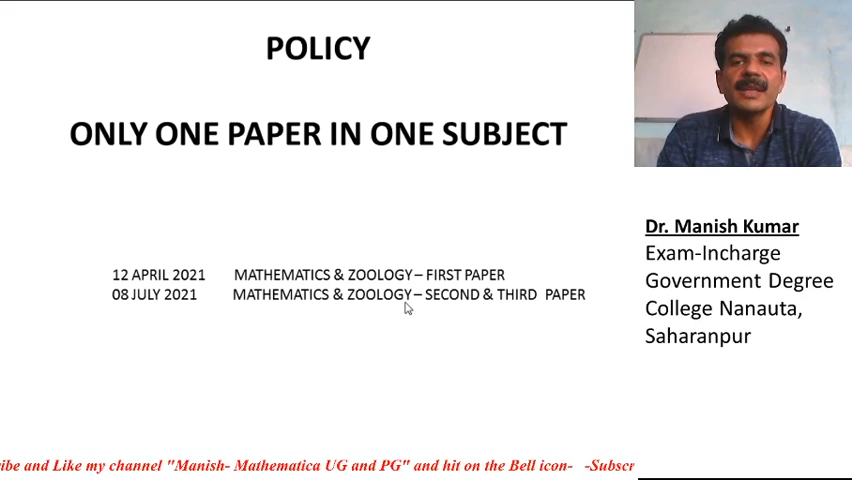 POLICY
ONLY ONE PAPER IN ONE SUBJECT
12 APRIL 2021 MATHEMATICS & ZOOLOGY – FIRST PAPER
08 JULY 2021 MATHEMATICS & ZOOLOGY – SECOND & THIRD PAPER
Dr. Manish Kumar
Exam-Incharge
Government Degree
College Nanauta,
Saharanpur
and Like my channel "Manish- Mathematica UG and PG" and hit on the Bell icon-